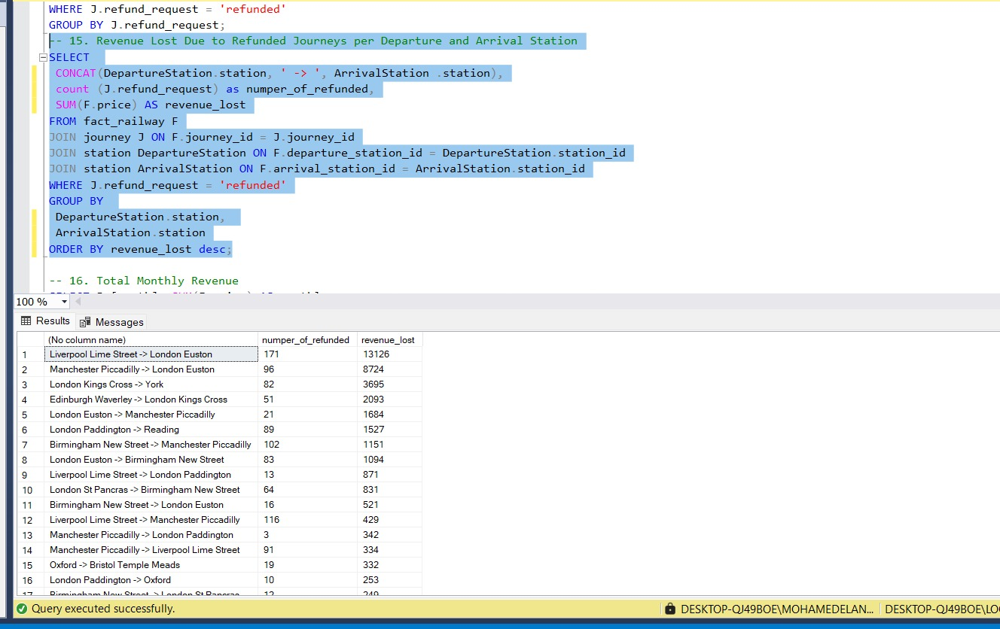 WHERE J.refund_request = 'refunded'
GROUP BY J.refund_request;
-- 15. Revenue Lost Due to Refunded Journeys per Departure and Arrival Station
SELECT
CONCAT(DepartureStation.station, ' -> ', ArrivalStation .station),
count (J.refund_request) as numper_of_refunded,
SUM(F.price) AS revenue_lost
FROM fact_railway F
JOIN journey J ON F.journey_id = J.journey_id
JOIN station DepartureStation ON F.departure_station_id = DepartureStation.station_id
JOIN station ArrivalStation ON F.arrival_station_id = ArrivalStation.station_id
WHERE J.refund_request = 'refunded'
GROUP BY
DepartureStation.station,
ArrivalStation.station
ORDER BY revenue_lost desc;
-- 16. Total Monthly Revenue
100 %
Results Messages
(No column name) numper_of_refunded revenue_lost
1 Liverpool Lime Street -> London Euston 171 13126
2 Manchester Piccadilly -> London Euston 96 8724
3 London Kings Cross -> York 82 3695
4 Edinburgh Waverley -> London Kings Cross 51 2093
5 London Euston -> Manchester Piccadilly 21 1684
6 London Paddington -> Reading 89 1527
7 Birmingham New Street -> Manchester Piccadilly 102 1151
8 London Euston -> Birmingham New Street 83 1094
9 Liverpool Lime Street -> London Paddington 13 871
10 London St Pancras -> Birmingham New Street 64 831
11 Birmingham New Street -> London Euston 16 521
12 Liverpool Lime Street -> Manchester Piccadilly 116 429
13 Manchester Piccadilly -> London Paddington 3 342
14 Manchester Piccadilly -> Liverpool Lime Street 91 334
15 Oxford -> Bristol Temple Meads 19 332
16 London Paddington -> Oxford 10 253
17 Birmingham New Street -> London St Pancras 12 249
Query executed successfully. DESKTOP-QJ49BOE\MOHAMEDELAN... DESKTOP-QJ49BOE\LO